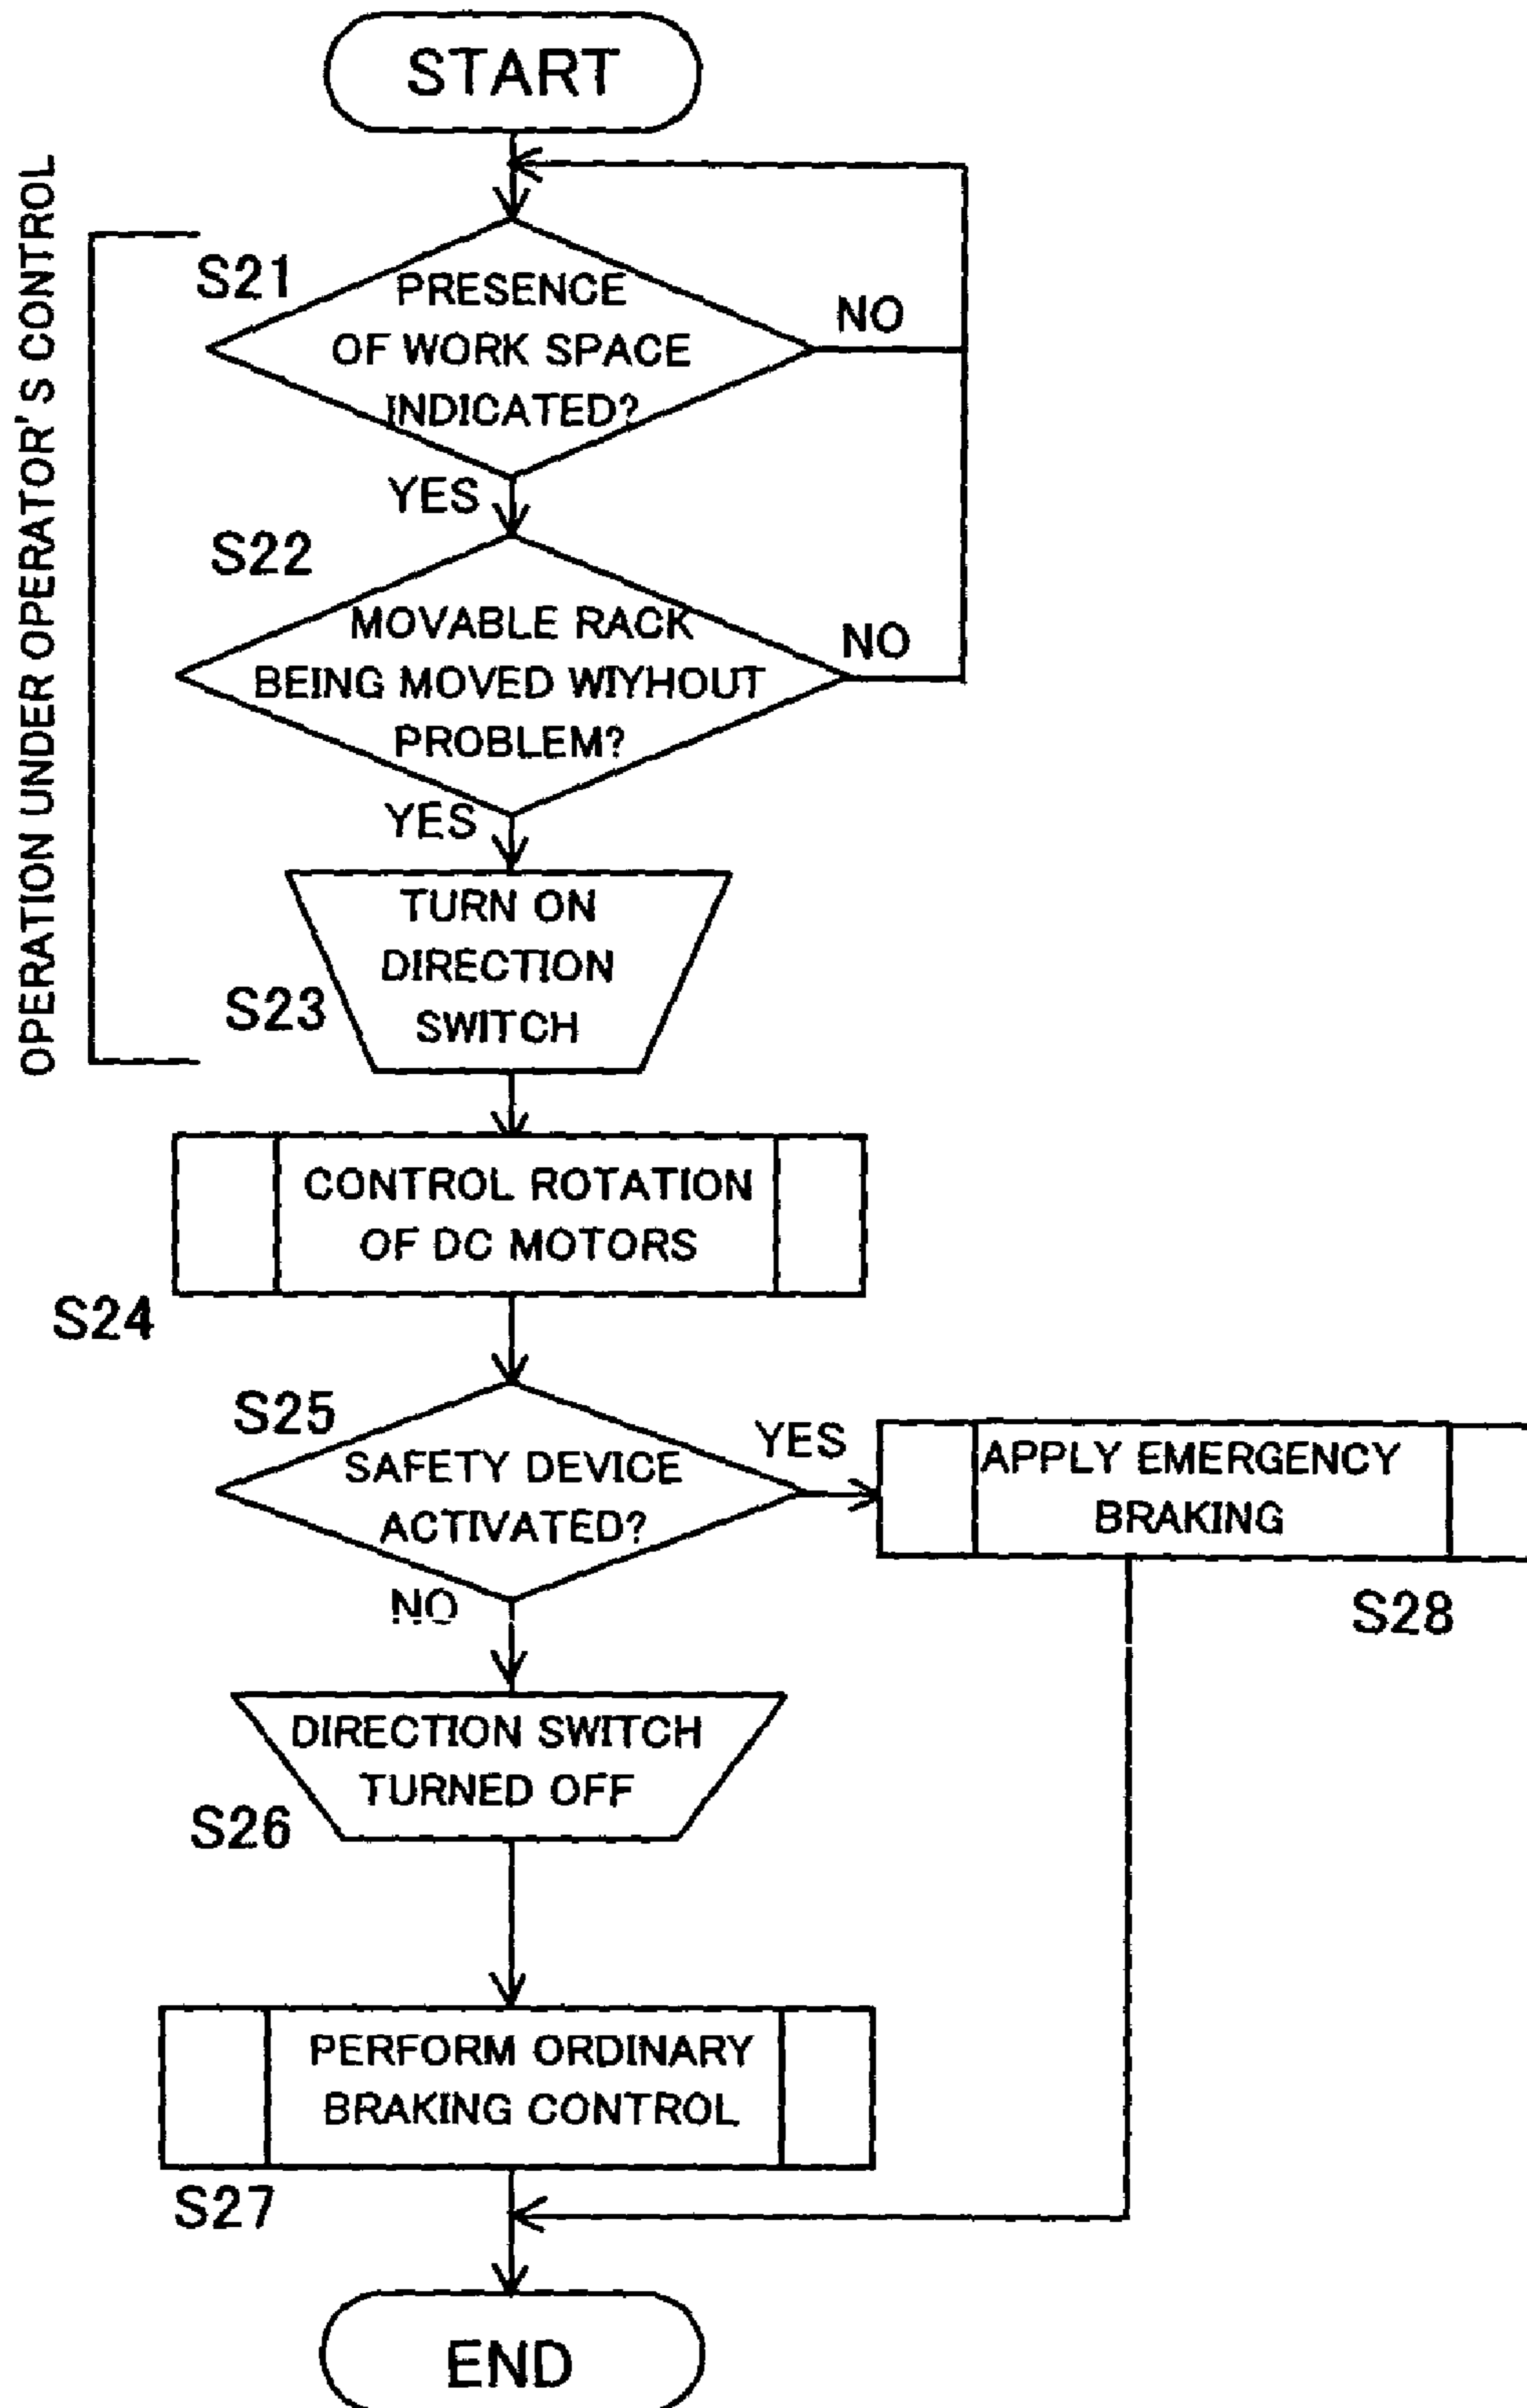 START
OPERATION UNDER OPERATOR'S CONTROL
S21
PRESENCE
OF WORK SPACE
INDICATED?
NO
YES
S22
MOVABLE RACK
BEING MOVED WIYHOUT
PROBLEM?
NO
YES
TURN ON
DIRECTION
SWITCH
S23
CONTROL ROTATION
OF DC MOTORS
S24
S25
SAFETY DEVICE
ACTIVATED?
YES
APPLY EMERGENCY
BRAKING
S28
NO
DIRECTION SWITCH
TURNED OFF
S26
PERFORM ORDINARY
BRAKING CONTROL
S27
END